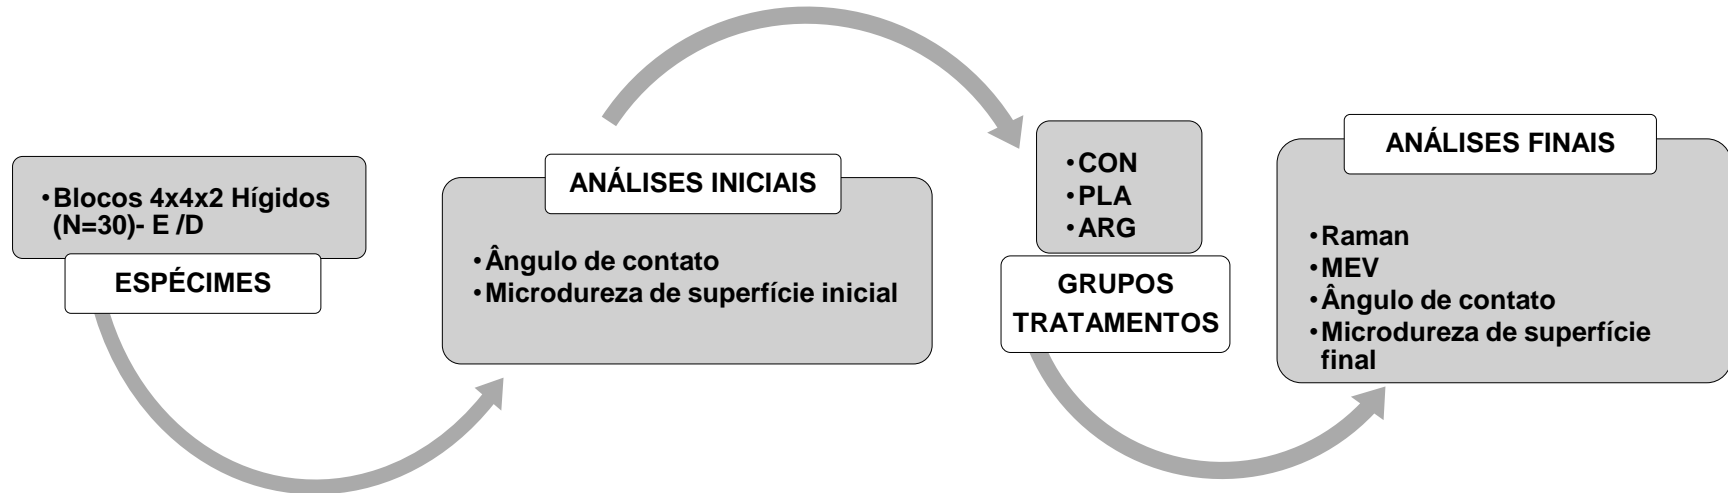 •Blocos 4x4x2 Hígidos
(N=30)- E /D
ESPÉCIMES
ANÁLISES INICIAIS
•Ângulo de contato
•Microdureza de superfície inicial
•CON
•PLA
•ARG
GRUPOS
TRATAMENTOS
ANÁLISES FINAIS
•Raman
•MEV
•Ângulo de contato
•Microdureza de superfície
final